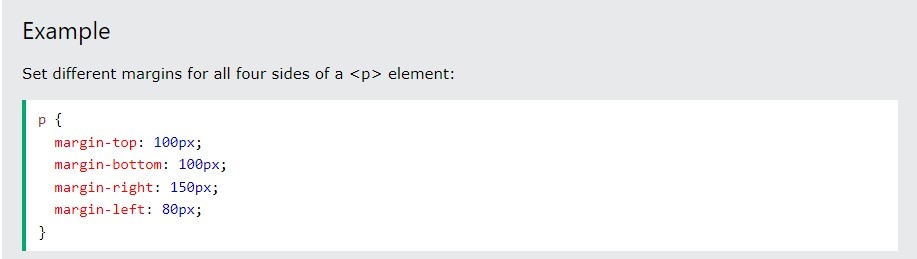 Example
Set different margins for all four sides of a <p> element:
p {
  margin-top: 100px;
  margin-bottom: 100px;
  margin-right: 150px;
  margin-left: 80px;
}